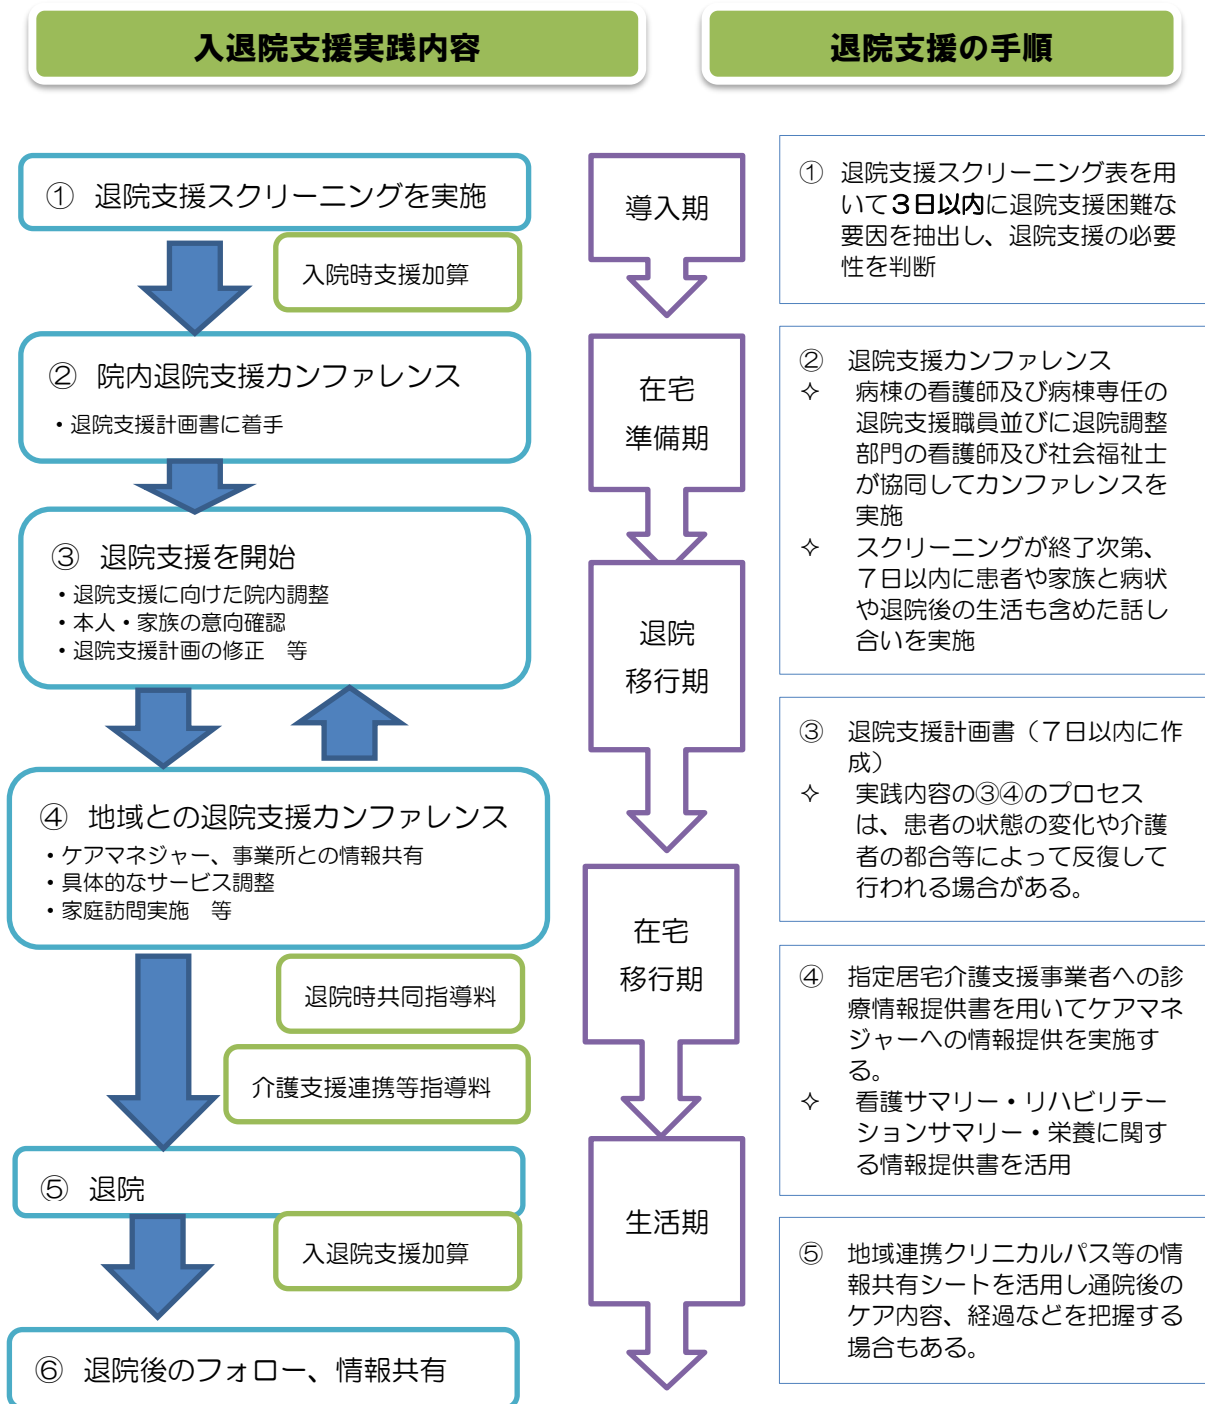 入退院支援実践内容
退院支援の手順
① 退院支援スクリーニングを実施
入院時支援加算
② 院内退院支援カンファレンス
・退院支援計画書に着手
③ 退院支援を開始
・退院支援に向けた院内調整
・本人・家族の意向確認
・退院支援計画の修正　等
④ 地域との退院支援カンファレンス
・ケアマネジャー、事業所との情報共有
・具体的なサービス調整
・家庭訪問実施　等
退院時共同指導料
介護支援連携等指導料
⑤ 退院
入退院支援加算
⑥ 退院後のフォロー、情報共有
導入期
在宅
準備期
退院
移行期
在宅
移行期
生活期
① 退院支援スクリーニング表を用
いて３日以内に退院支援困難な
要因を抽出し、退院支援の必要
性を判断
② 退院支援カンファレンス
✧ 病棟の看護師及び病棟専任の
退院支援職員並びに退院調整
部門の看護師及び社会福祉士
が協同してカンファレンスを
実施
✧ スクリーニングが終了次第、
７日以内に患者や家族と病状
や退院後の生活も含めた話し
合いを実施
③ 退院支援計画書（７日以内に作
成）
✧ 実践内容の③④のプロセス
は、患者の状態の変化や介護
者の都合等によって反復して
行われる場合がある。
④ 指定居宅介護支援事業者への診
療情報提供書を用いてケアマネ
ジャーへの情報提供を実施す
る。
✧ 看護サマリー・リハビリテー
ションサマリー・栄養に関す
る情報提供書を活用
⑤ 地域連携クリニカルパス等の情
報共有シートを活用し通院後の
ケア内容、経過などを把握する
場合もある。